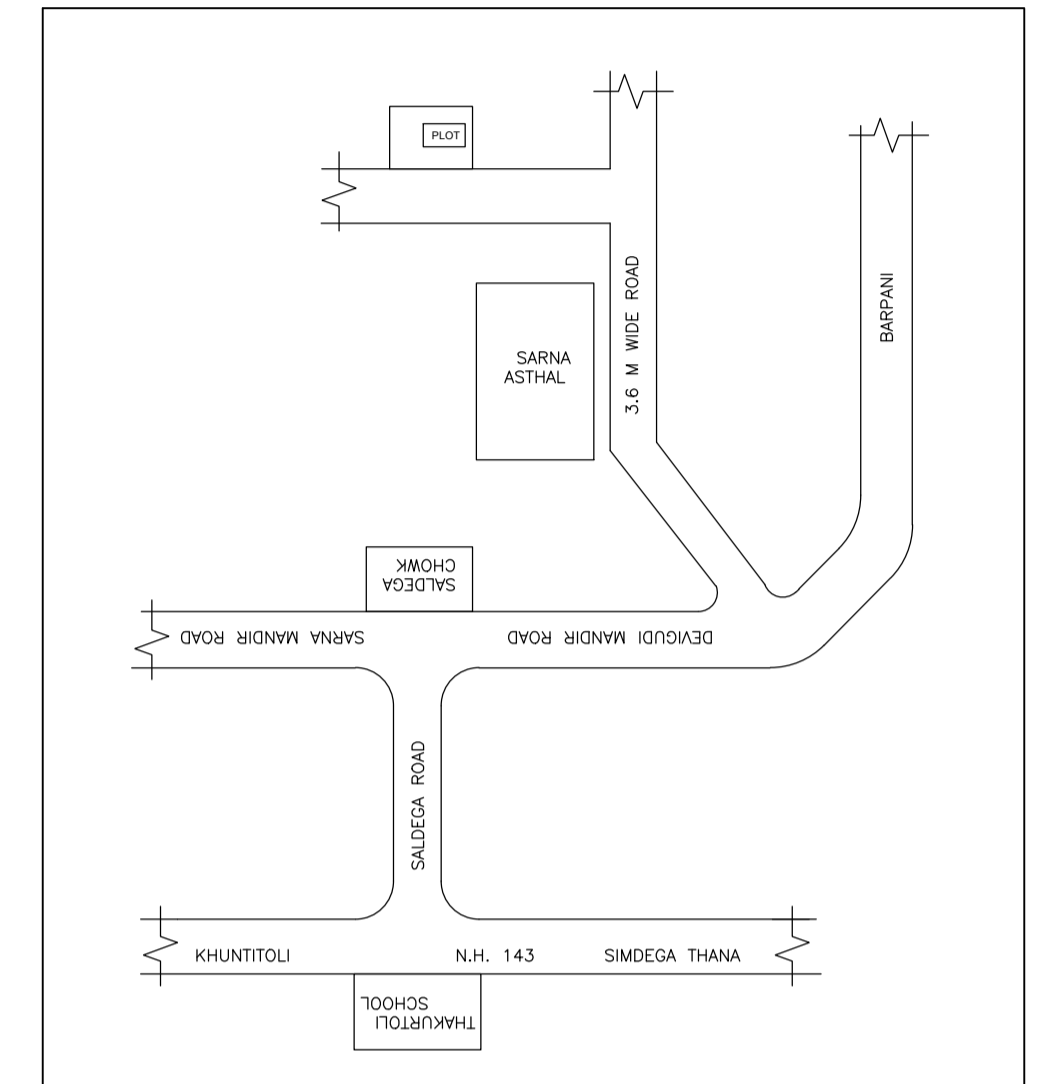 PLOT
3.6 M WIDE ROAD
BARPANI
SARNA
ASTHAL
SALDEGA
CHOWK
SARNA MANDIR ROAD
DEVIGUDI MANDIR ROAD
SALDEGA ROAD
KHUNTITOLI
N.H. 143
SIMDEGA THANA
THAKURTOLI
SCHOOL